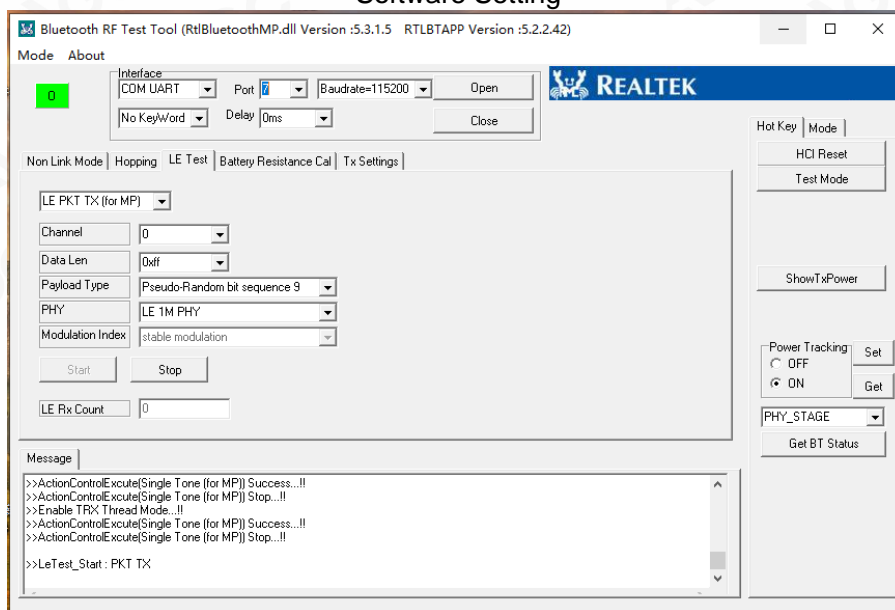 Software Setting
Bluetooth RF Test Tool (RtlBluetoothMP.dll Version :5.3.1.5 RTLBTAPP Version :5.2.2.42)
Mode About
Interface
0
COM UART Port 7 Baudrate=115200 Open
REALTEK
No KeyWord Delay 0ms Close
Hot Key Mode
HCI Reset
Test Mode
Non Link Mode Hopping LE Test Battery Resistance Cal Tx Settings
LE PKT TX (for MP)
Channel 0
Data Len 0xff
Payload Type Pseudo-Random bit sequence 9
PHY LE 1M PHY
Modulation Index stable modulation
Start Stop
LE Rx Count 0
ShowTxPower
Power Tracking
OFF
ON
Set
Get
PHY_STAGE
Get BT Status
Message
>>ActionControlExcute(Single Tone (for MP)) Success...!!
>>ActionControlExcute(Single Tone (for MP)) Stop...!!
>>Enable TRX Thread Mode...!!
>>ActionControlExcute(Single Tone (for MP)) Success...!!
>>ActionControlExcute(Single Tone (for MP)) Stop...!!
>>LeTest_Start : PKT TX